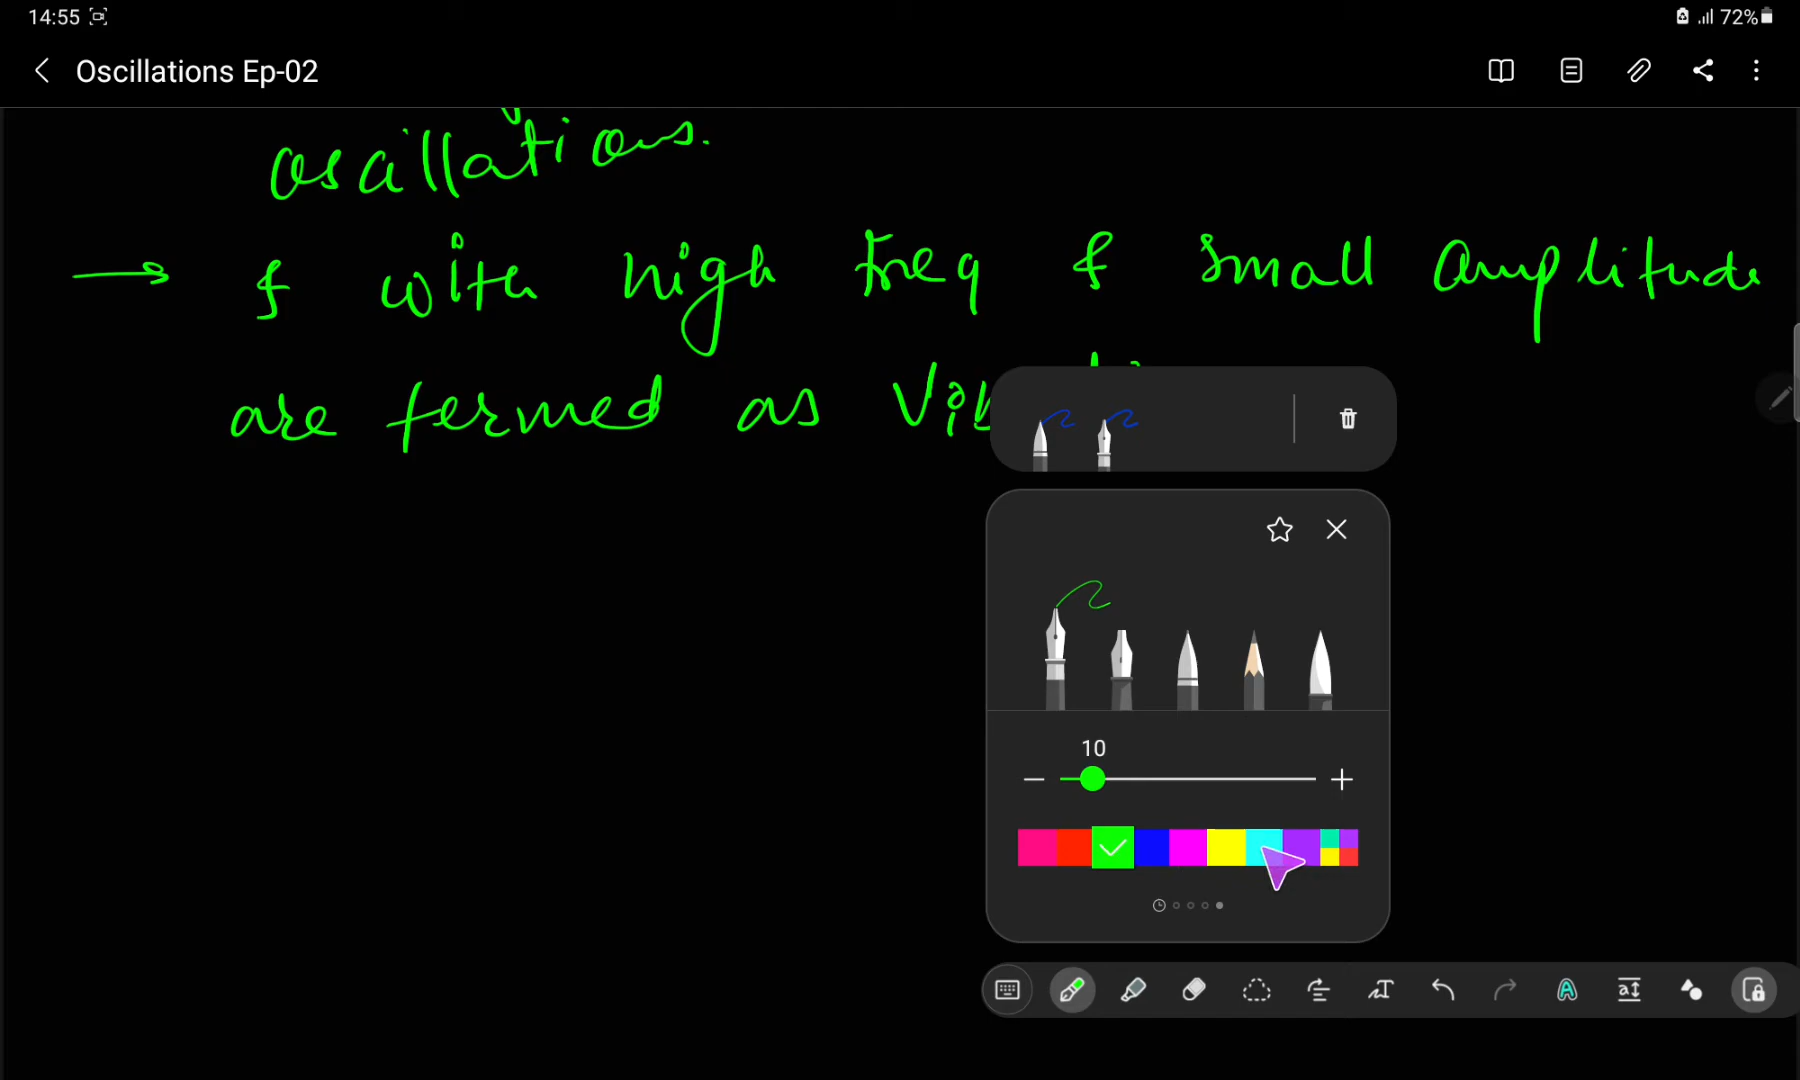 14:55 72%
Oscillations Ep-02
oscillations.
→ & with high freq & small amplitude
are termed as
10